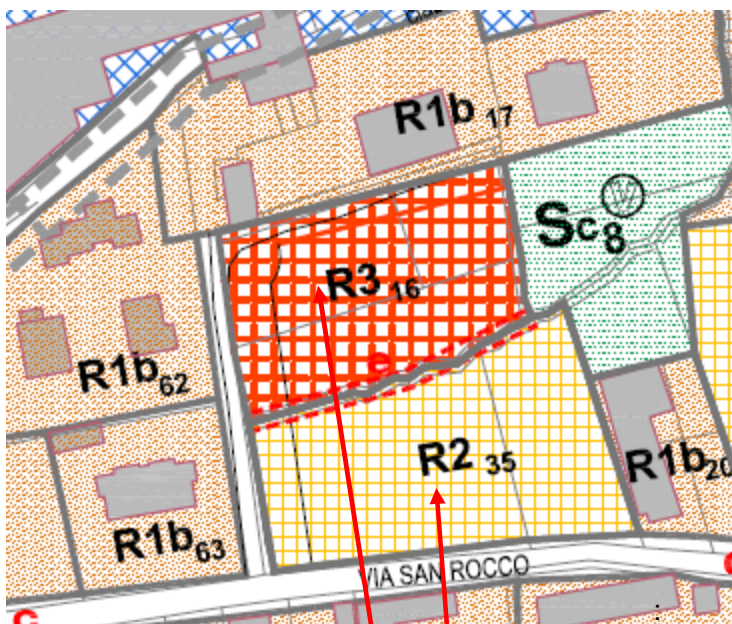 R1b 17
Sc 8
R3 16
R1b 62
e
R2 35
R1b 20
R1b 63
VIA SAN ROCCO
c